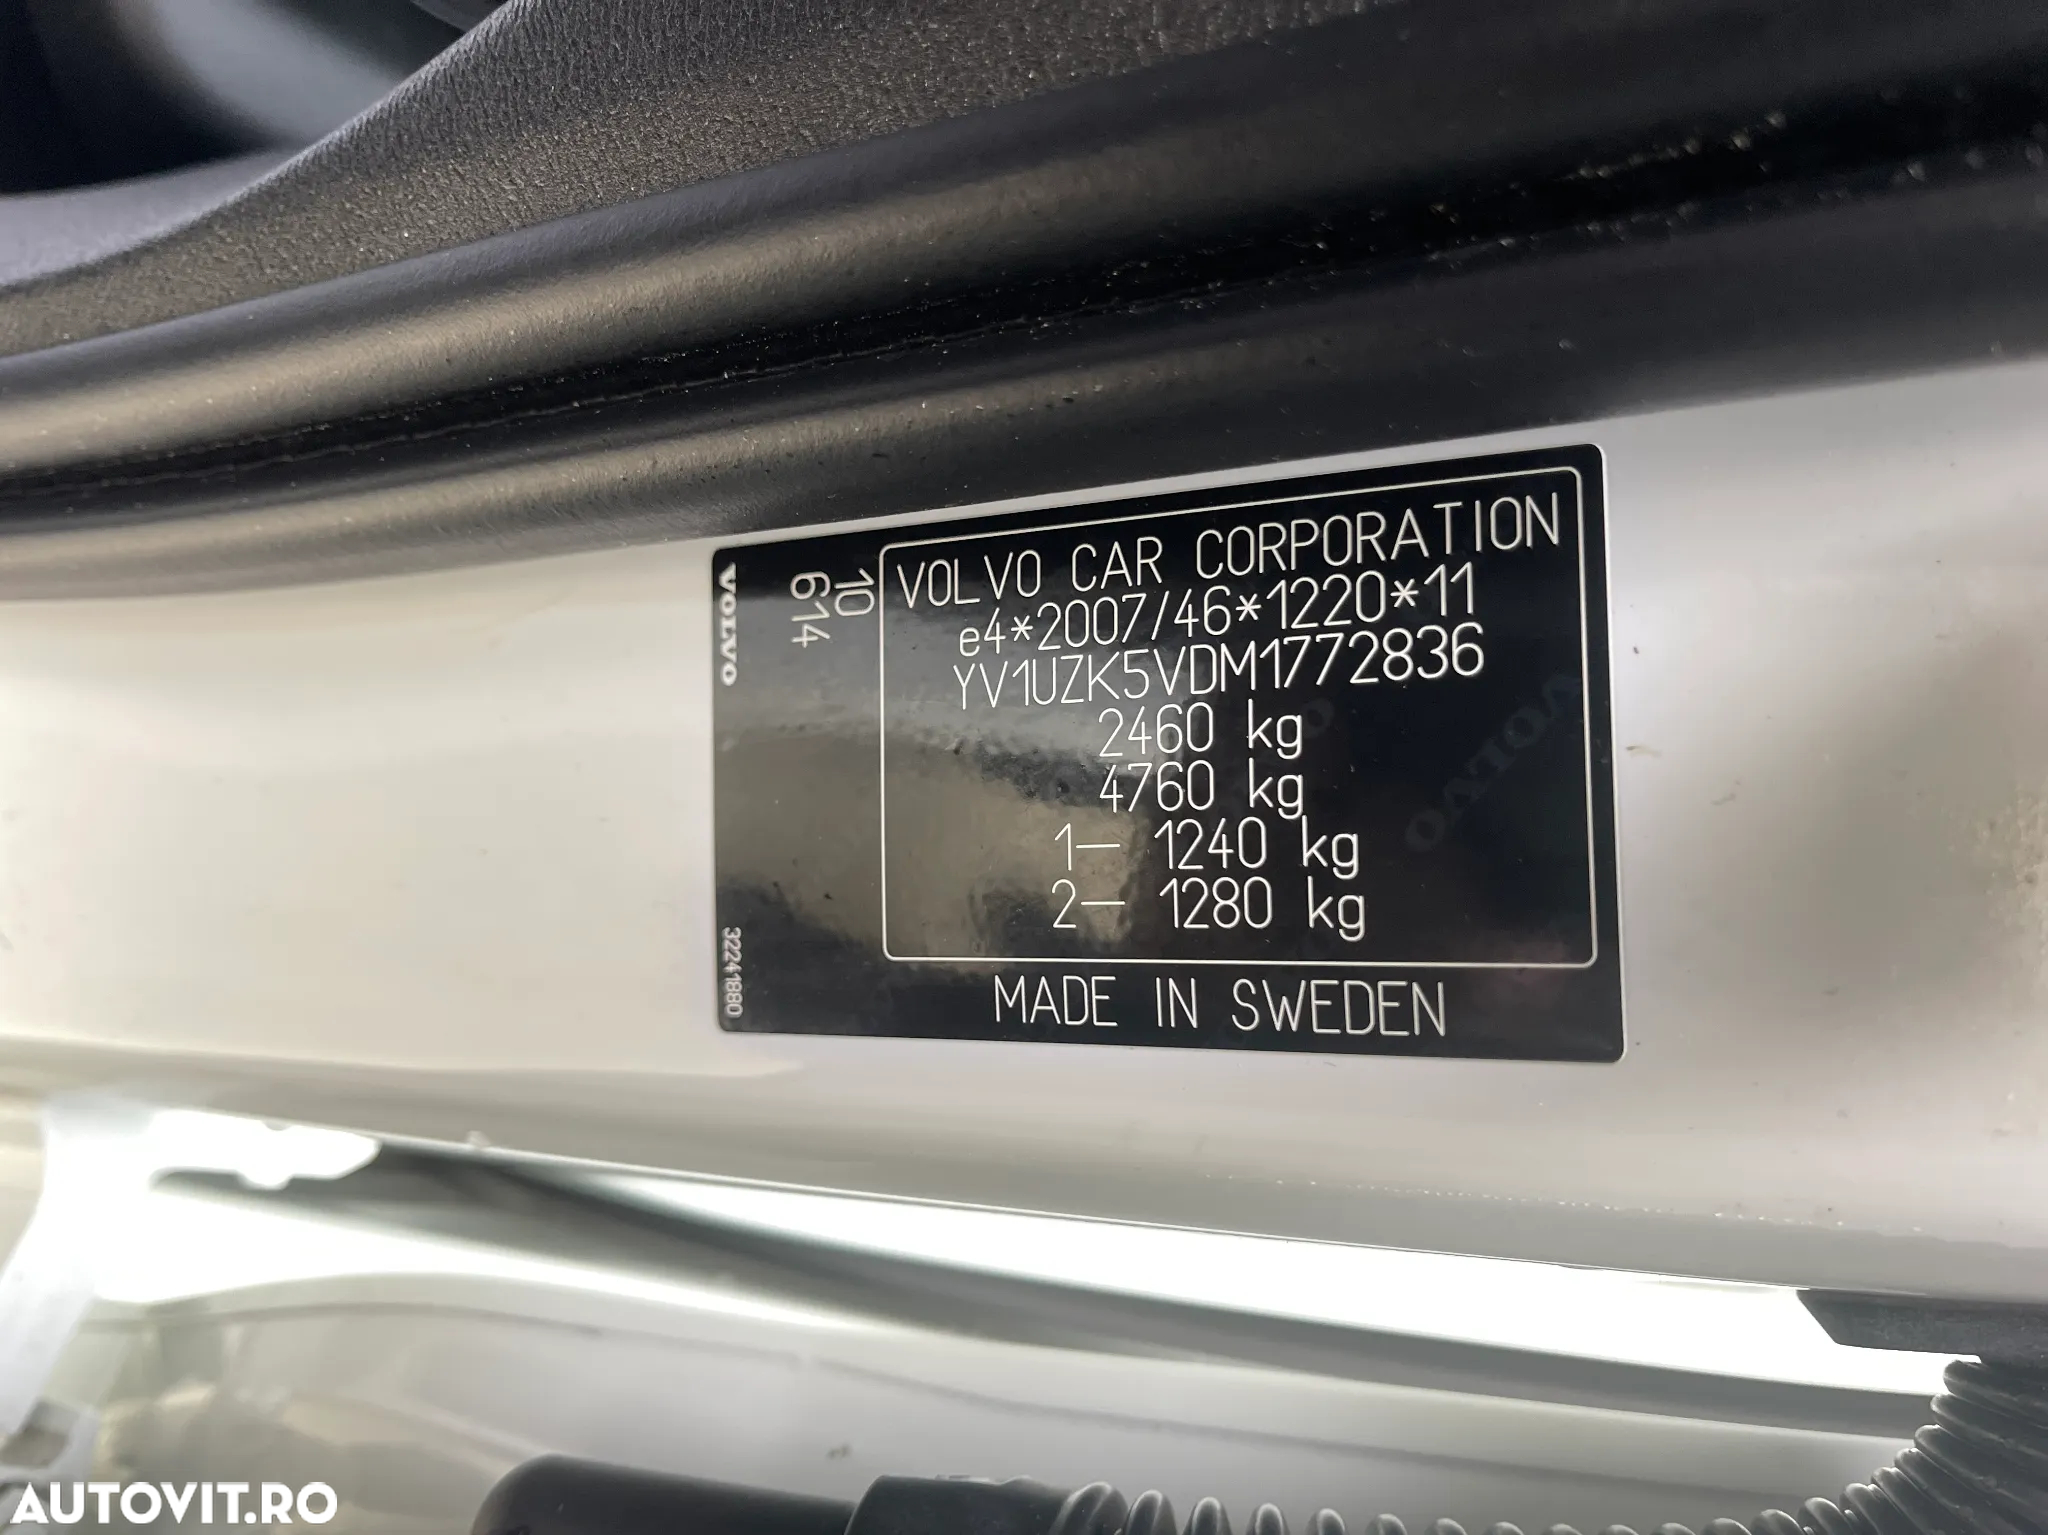 VOLVO
10
614
VOLVO CAR CORPORATION
e4*2007/46*1220*11
YV1UZK5VDM1772836
2460 kg
4760 kg
1— 1240 kg
2— 1280 kg
VOLVO
32241880
MADE IN SWEDEN
AUTOVIT.RO